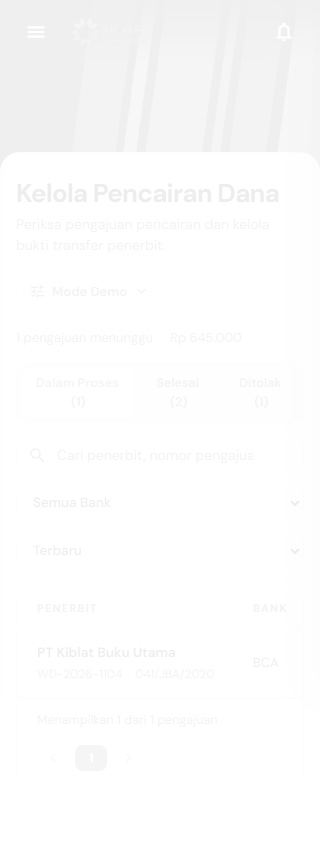 Kelola Pencairan Dana
Periksa pengajuan pencairan dan kelola
bukti transfer penerbit.
Mode Demo
1 pengajuan menunggu Rp 645.000
Dalam Proses
(1)
Selesai
(2)
Ditolak
(1)
Cari penerbit, nomor pengajua
Semua Bank
Terbaru
PENERBIT BANK
PT Kiblat Buku Utama
WD-2026-1104 041/JBA/2020
BCA
Menampilkan 1 dari 1 pengajuan
1